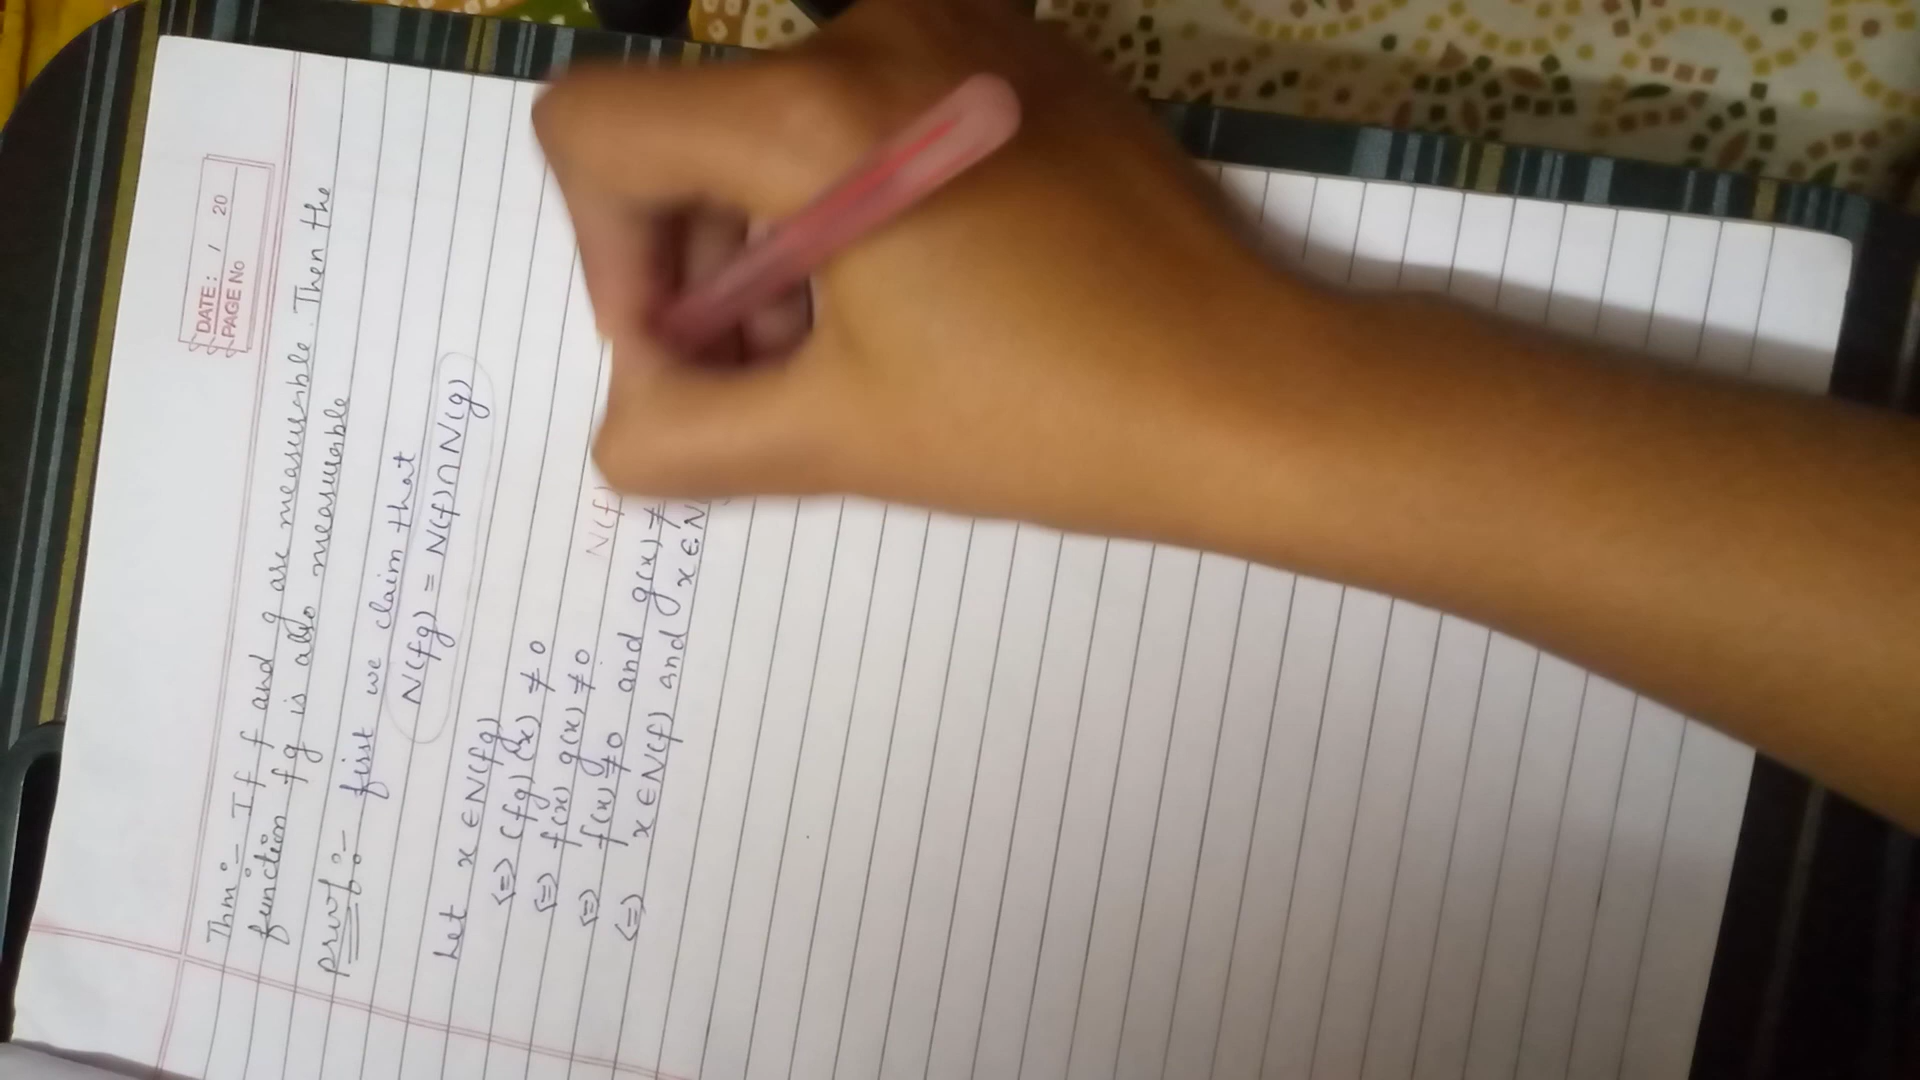 DATE: / 20
PAGE No
Thm:- If f and g are measurable. Then the
function fg is also measurable
proof:- first we claim that
N(fg) = N(f) ∩ N(g)
Let x ∈ N(fg)
⇔ (fg)(x) ≠ 0
⇔ f(x) g(x) ≠ 0
⇔ f(x) ≠ 0 and g(x) ≠
⇔ x ∈ N(f) and x ∈ N
N(f)